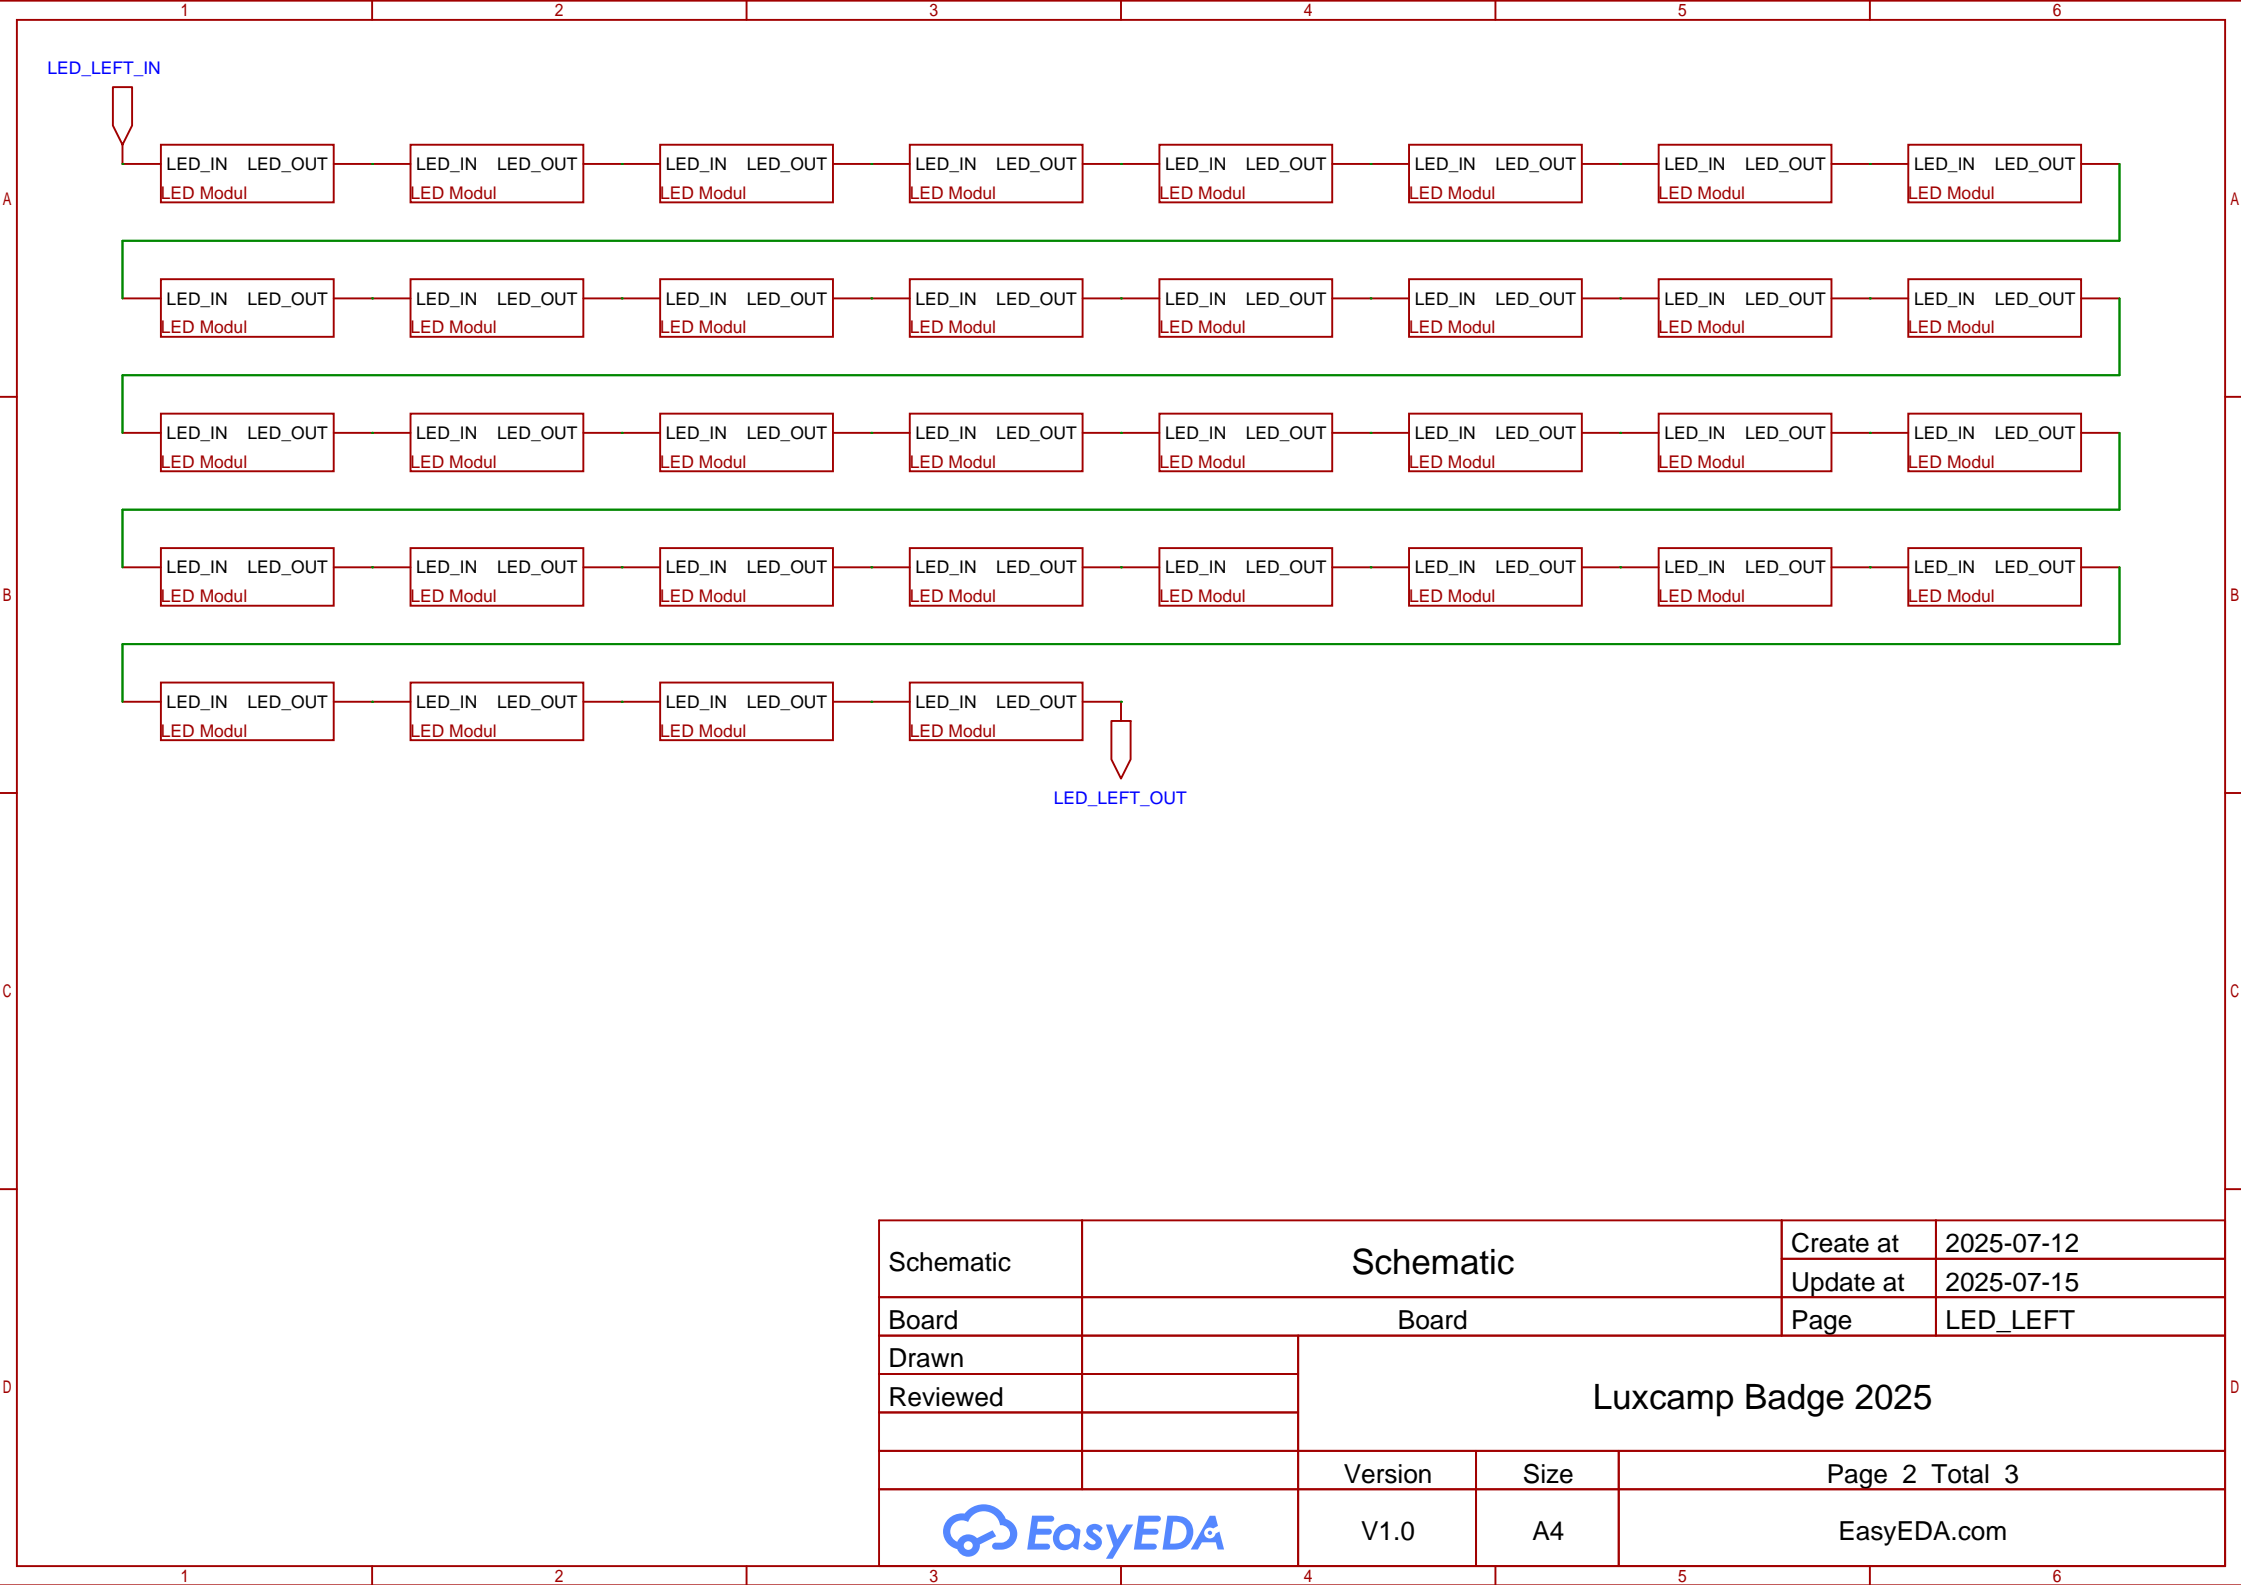 1 2 3 4 5 6
LED_LEFT_IN
LED_IN LED_OUT LED_IN LED_OUT LED_IN LED_OUT LED_IN LED_OUT LED_IN LED_OUT LED_IN LED_OUT LED_IN LED_OUT LED_IN LED_OUT
LED Modul LED Modul LED Modul LED Modul LED Modul LED Modul LED Modul LED Modul
A A
LED_IN LED_OUT LED_IN LED_OUT LED_IN LED_OUT LED_IN LED_OUT LED_IN LED_OUT LED_IN LED_OUT LED_IN LED_OUT LED_IN LED_OUT
LED Modul LED Modul LED Modul LED Modul LED Modul LED Modul LED Modul LED Modul
LED_IN LED_OUT LED_IN LED_OUT LED_IN LED_OUT LED_IN LED_OUT LED_IN LED_OUT LED_IN LED_OUT LED_IN LED_OUT LED_IN LED_OUT
LED Modul LED Modul LED Modul LED Modul LED Modul LED Modul LED Modul LED Modul
LED_IN LED_OUT LED_IN LED_OUT LED_IN LED_OUT LED_IN LED_OUT LED_IN LED_OUT LED_IN LED_OUT LED_IN LED_OUT LED_IN LED_OUT
B LED Modul LED Modul LED Modul LED Modul LED Modul LED Modul LED Modul LED Modul B
LED_IN LED_OUT LED_IN LED_OUT LED_IN LED_OUT LED_IN LED_OUT
LED Modul LED Modul LED Modul LED Modul
LED_LEFT_OUT
C C
Schematic Schematic Create at 2025-07-12
Update at 2025-07-15
Board Board Page LED_LEFT
Drawn
D Reviewed Luxcamp Badge 2025 D
Version Size Page 2 Total 3
EasyEDA V1.0 A4 EasyEDA.com
1 2 3 4 5 6